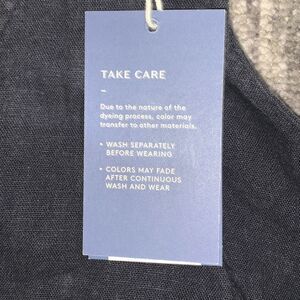 TAKE CARE
–
Due to the nature of the
dyeing process, color may
transfer to other materials.
• WASH SEPARATELY
BEFORE WEARING
• COLORS MAY FADE
AFTER CONTINUOUS
WASH AND WEAR